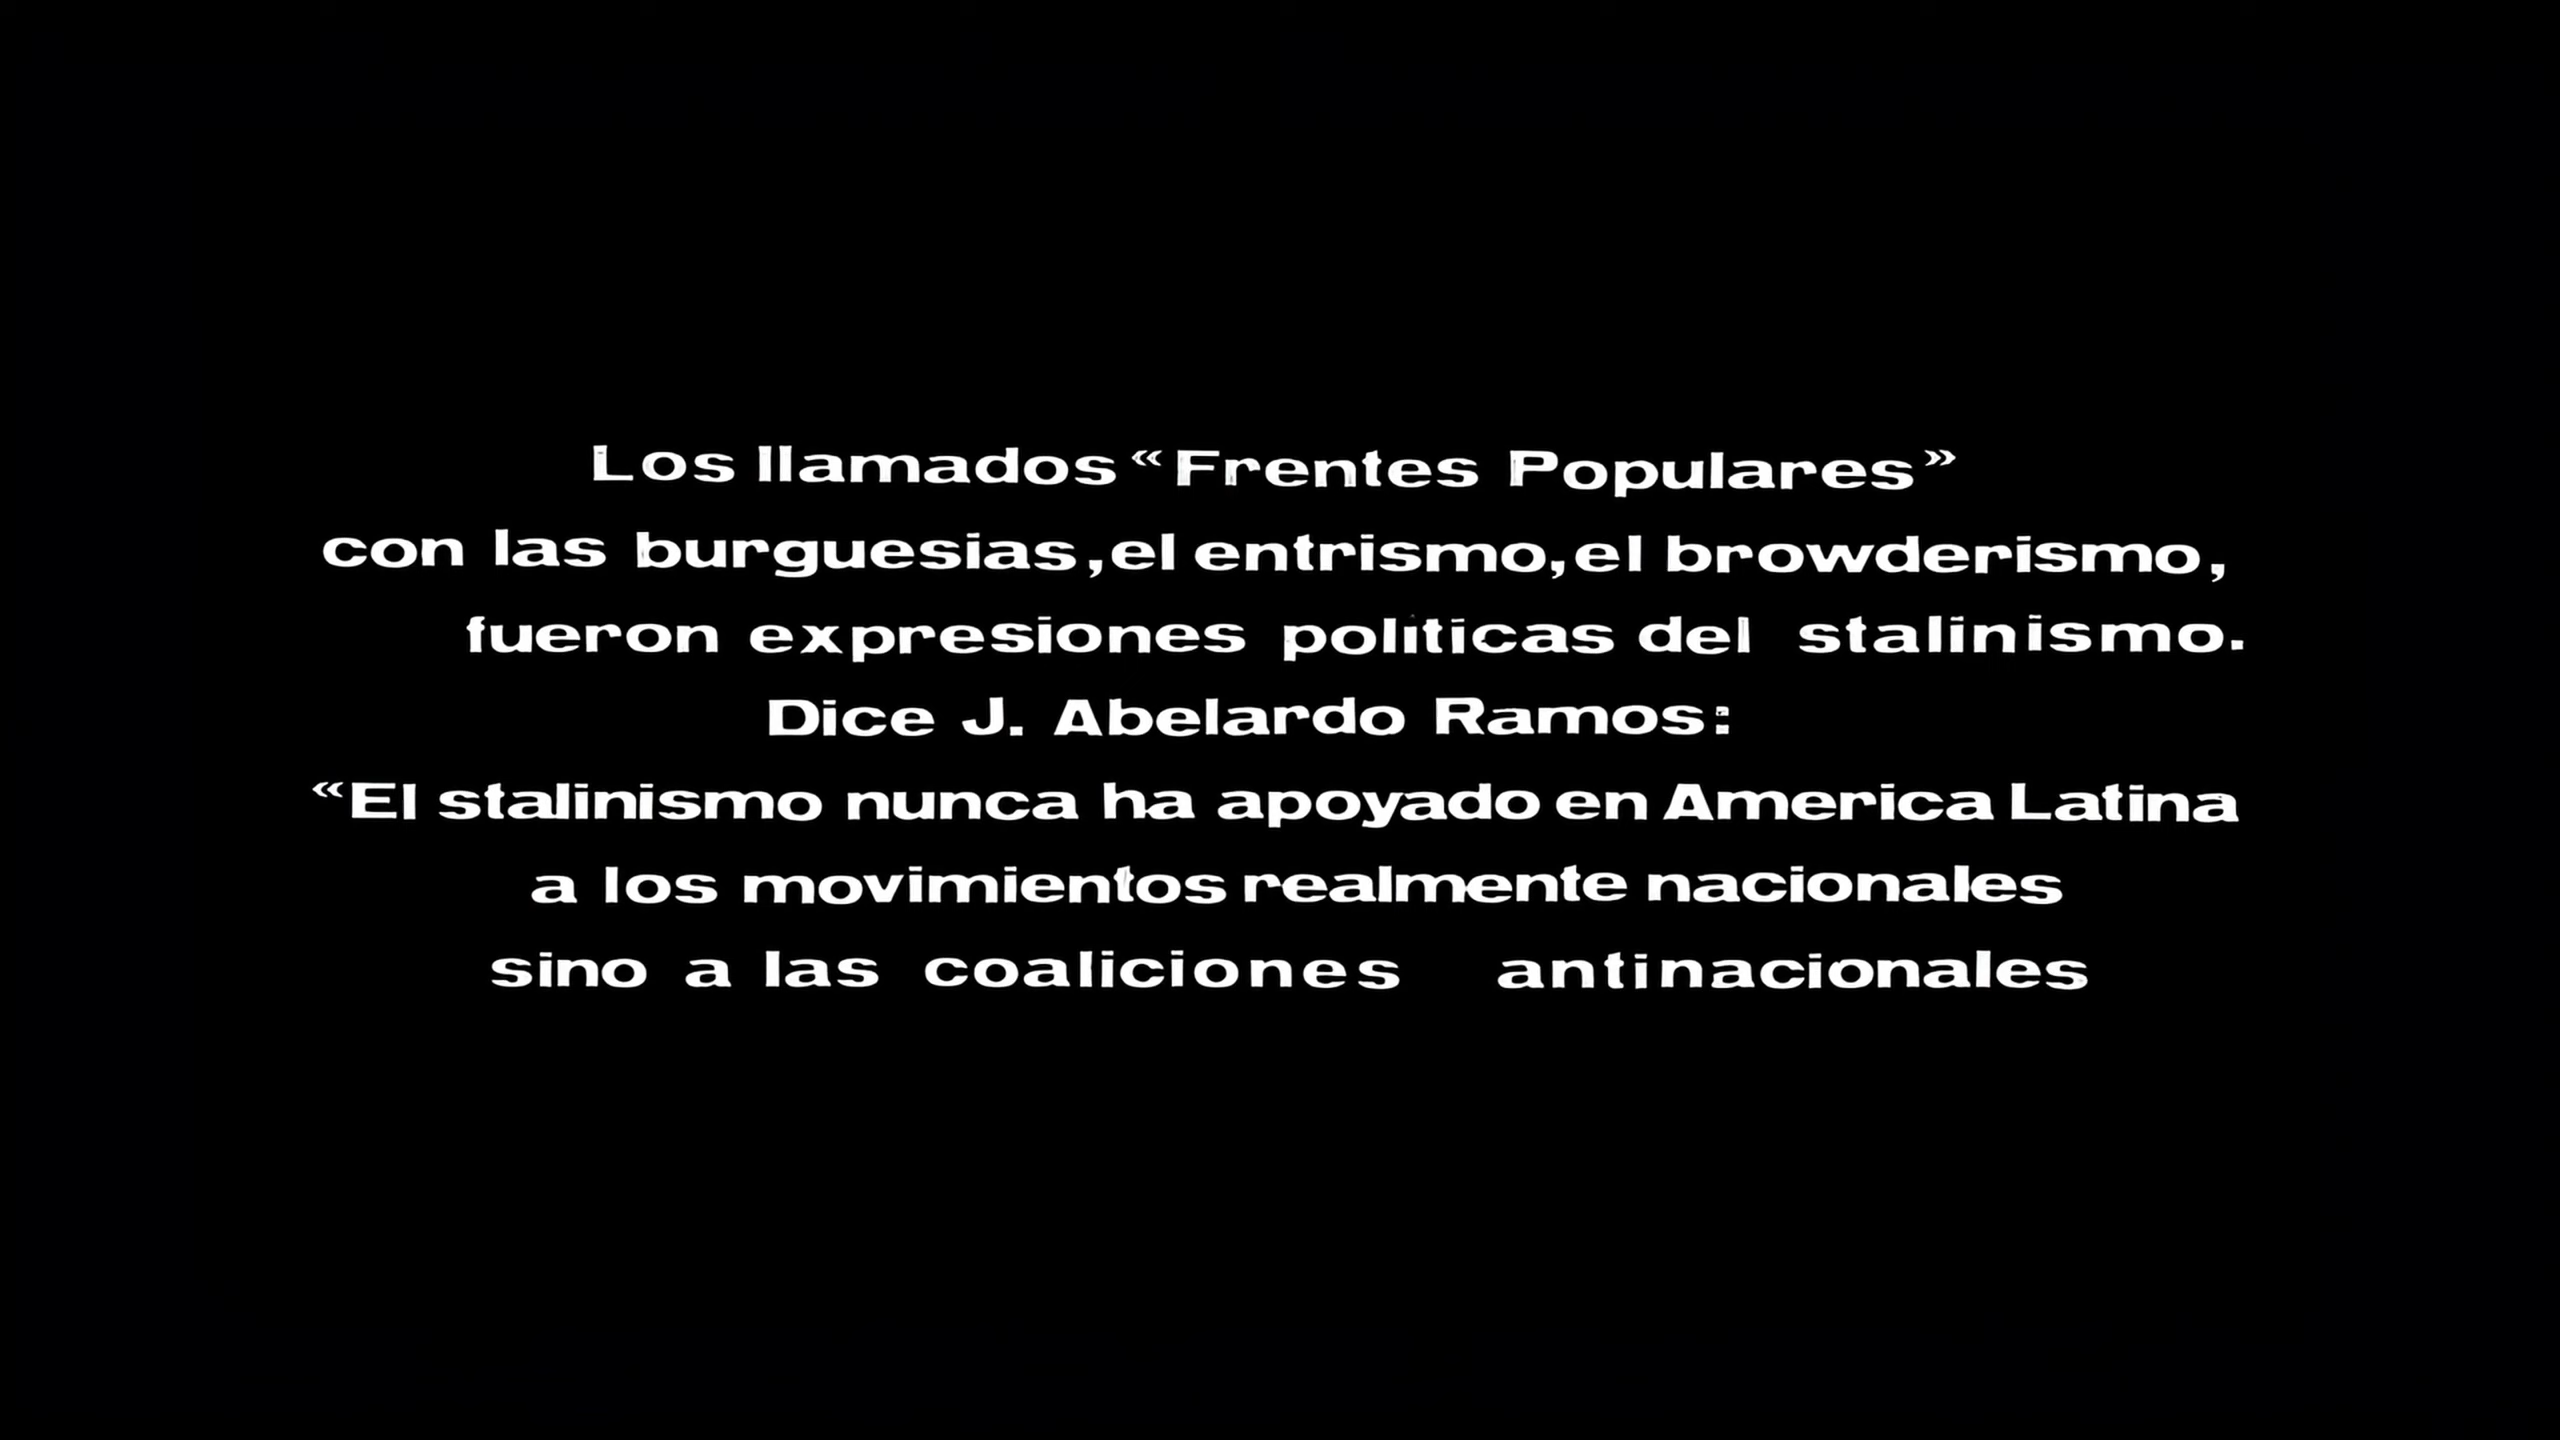 Los llamados “Frentes Populares”
con las burguesias, el entrismo, el browderismo,
fueron expresiones politicas del stalinismo.
Dice J. Abelardo Ramos:
“El stalinismo nunca ha apoyado en America Latina
a los movimientos realmente nacionales
sino a las coaliciones antinacionales